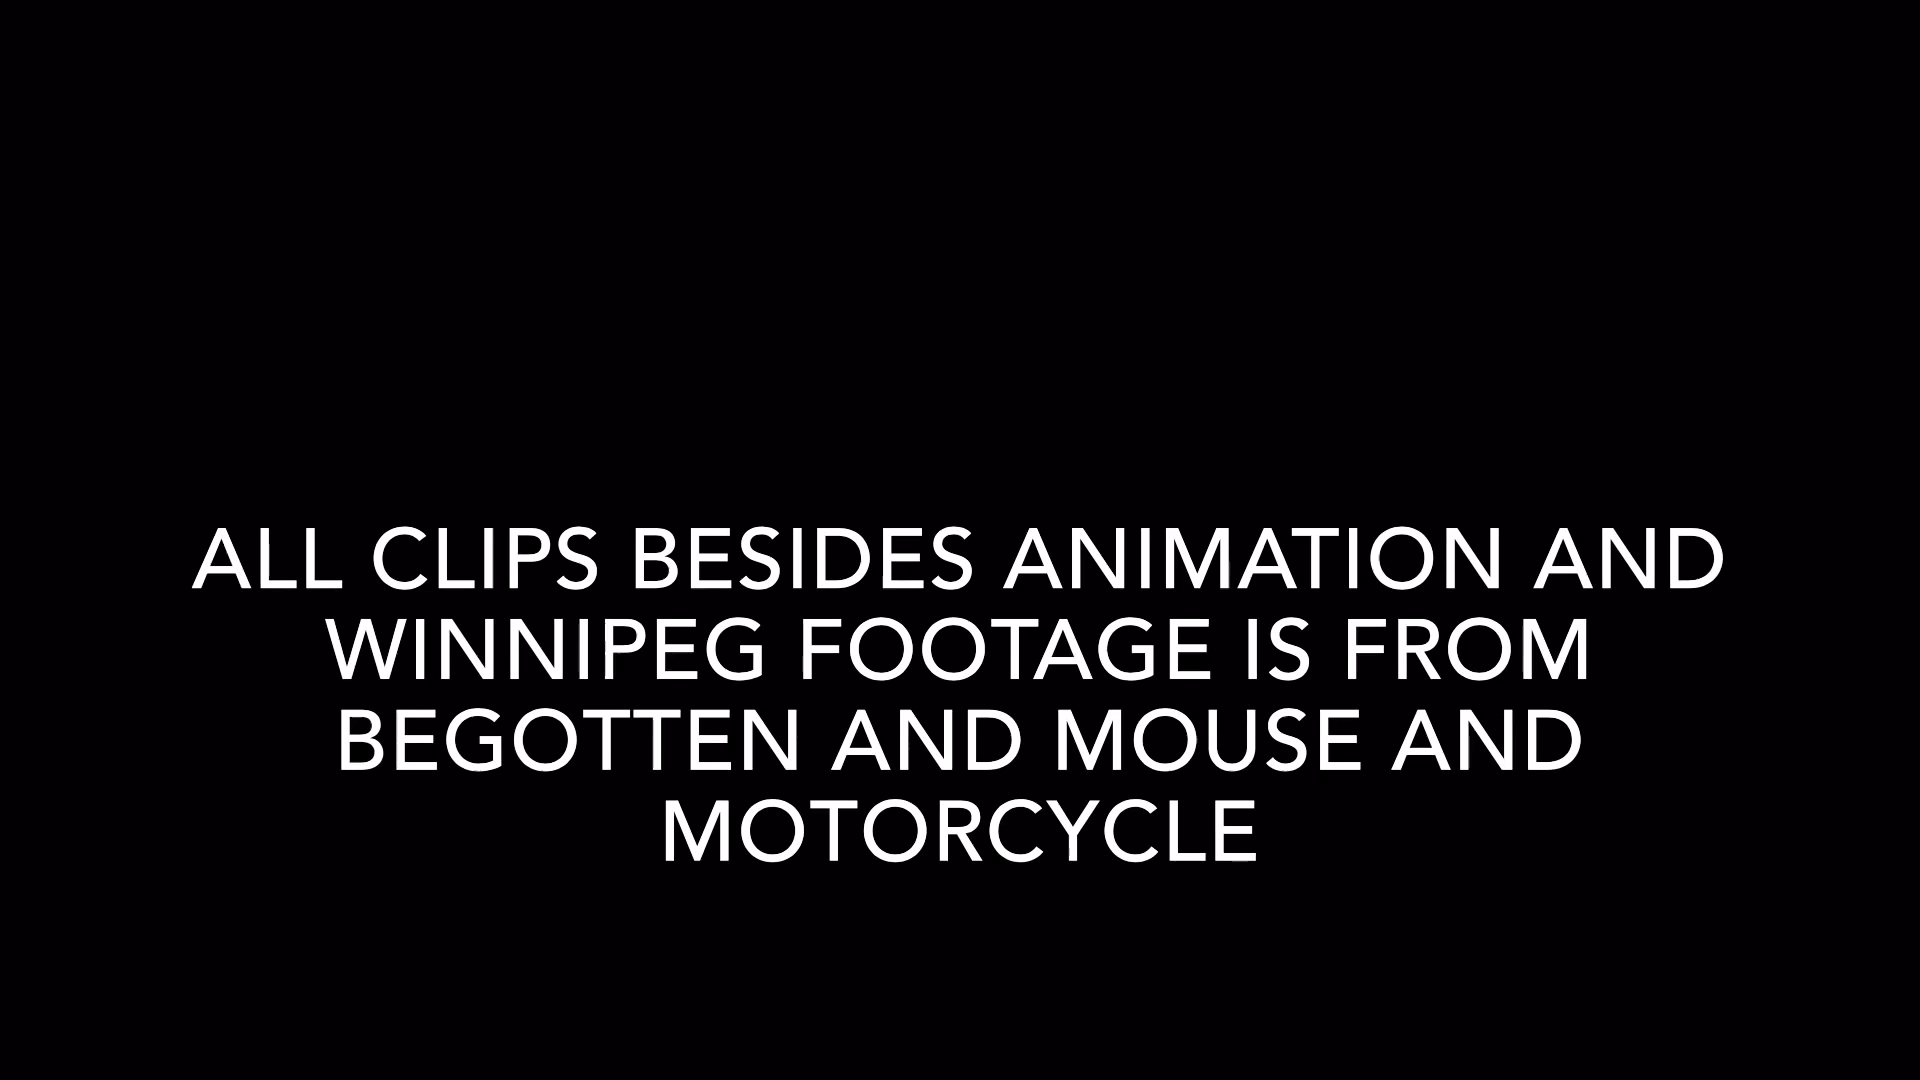 ALL CLIPS BESIDES ANIMATION AND
WINNIPEG FOOTAGE IS FROM
BEGOTTEN AND MOUSE AND
MOTORCYCLE